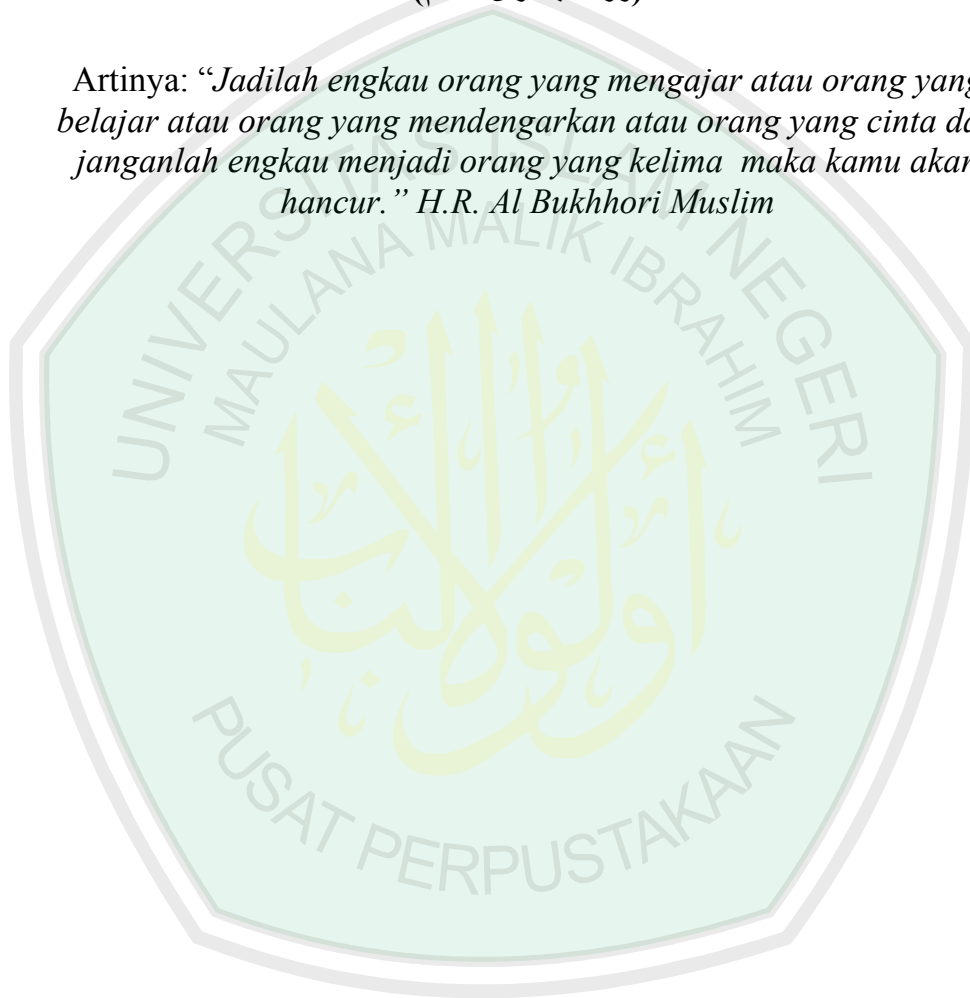 Artinya: “Jadilah engkau orang yang mengajar atau orang yang
belajar atau orang yang mendengarkan atau orang yang cinta da
janganlah engkau menjadi orang yang kelima maka kamu akan
hancur.” H.R. Al Bukhhori Muslim
UNIVERSITAS ISLAM NEGERI
MAULANA MALIK IBRAHIM
أولوا الألباب
PUSAT PERPUSTAKAAN